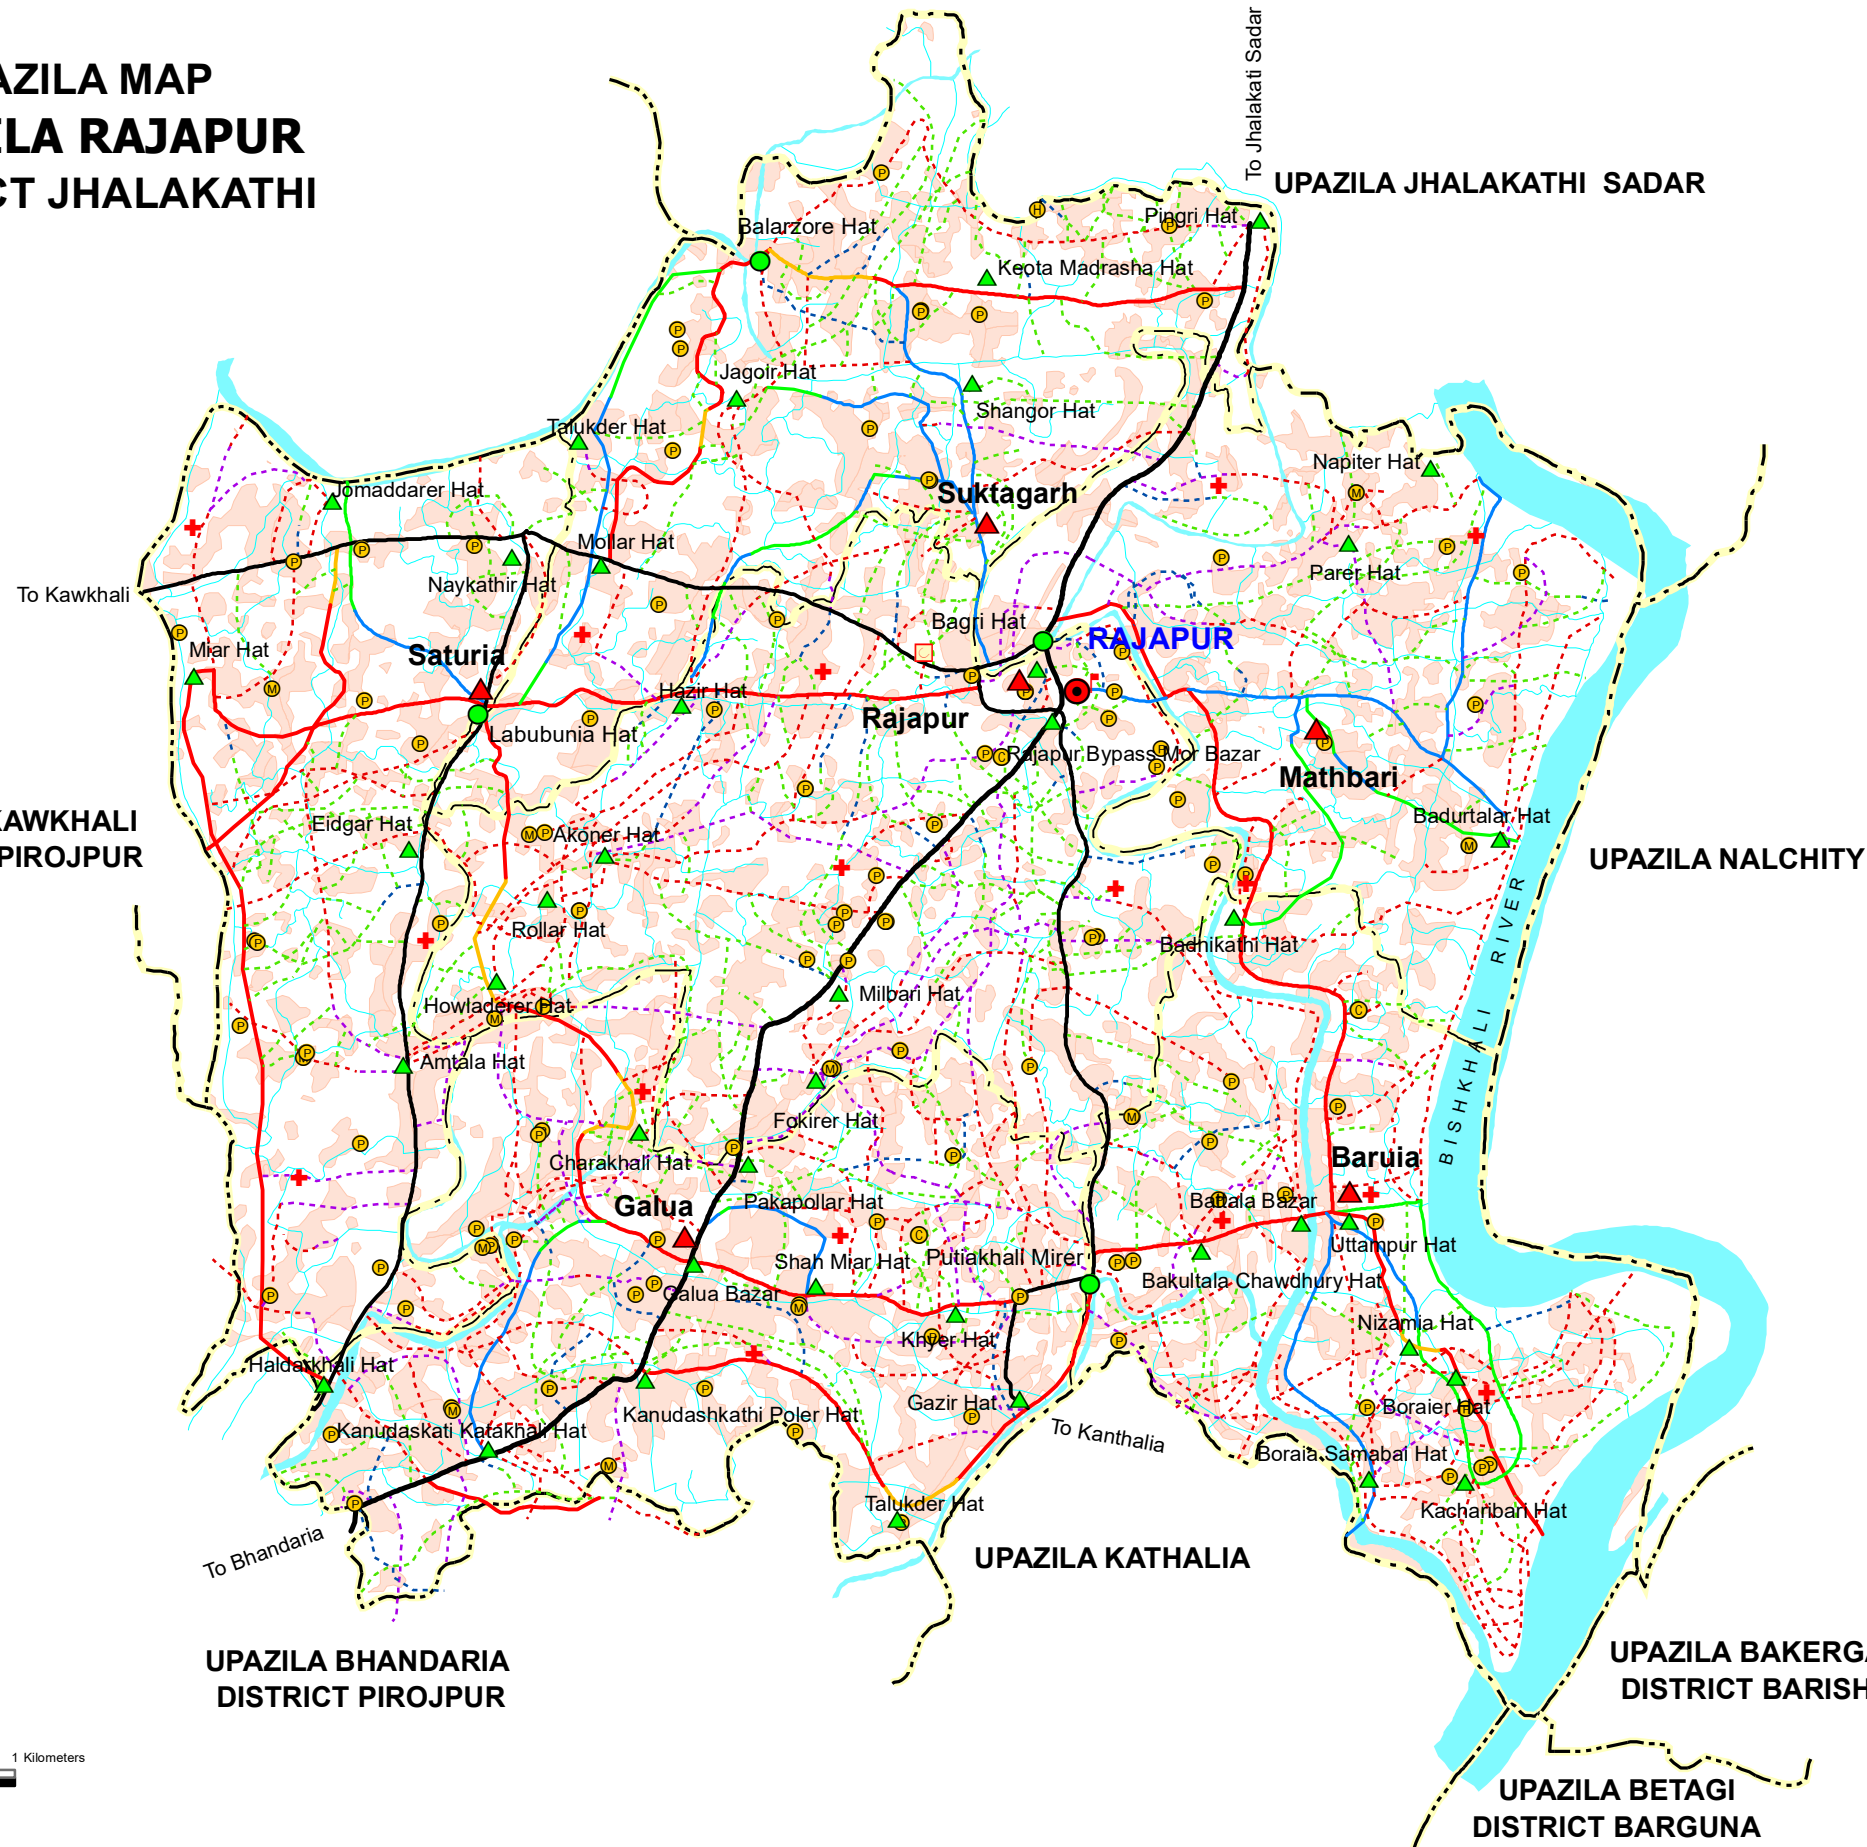 AZILA MAP
LA RAJAPUR
CT JHALAKATHI
To Jhalakati Sadar
UPAZILA JHALAKATHI SADAR
Pingri Hat
Balarzore Hat
Keota Madrasha Hat
Jagoir Hat
Shangor Hat
Talukder Hat
Napiter Hat
Jomaddarer Hat
Suktagarh
Mollar Hat
Naykathir Hat
Parer Hat
To Kawkhali
Bagri Hat
RAJAPUR
Miar Hat
Saturia
Hazir Hat
Rajapur
Labubunia Hat
Rajapur Bypass Mor Bazar
Mathbari
KAWKHALI
PIROJPUR
Eidgar Hat
Akoner Hat
Badurtalar Hat
UPAZILA NALCHITY
Rollar Hat
Badhikathi Hat
BISHKHALI RIVER
Howladerer Hat
Milbari Hat
Amtala Hat
Fokirer Hat
Charakhali Hat
Baruia
Galua
Pakapollar Hat
Battala Bazar
Uttampur Hat
Shah Miar Hat
Putiakhali Mirer
Bakultala Chawdhury Hat
Galua Bazar
Khyer Hat
Nizamia Hat
Haldarkhali Hat
Gazir Hat
Boraier Hat
Kanudashkathi Poler Hat
Kanudaskati Katakhali Hat
To Kanthalia
Boraia Samabai Hat
Talukder Hat
Kacharibari Hat
To Bhandaria
UPAZILA KATHALIA
UPAZILA BHANDARIA
DISTRICT PIROJPUR
UPAZILA BAKERGA
DISTRICT BARISH
1 Kilometers
UPAZILA BETAGI
DISTRICT BARGUNA